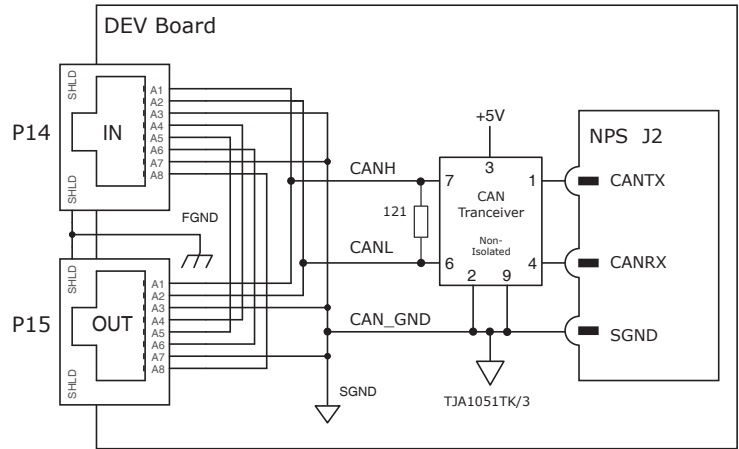 DEV Board
P14
SHLD
SHLD
IN
A1
A2
A3
A4
A5
A6
A7
A8
FGND
P15
SHLD
SHLD
OUT
A1
A2
A3
A4
A5
A6
A7
A8
CANH
121
CANL
CAN_GND
SGND
+5V
3
7
1
CAN
Tranceiver
Non-
Isolated
6
4
2
9
TJA1051TK/3
NPS J2
CANTX
CANRX
SGND